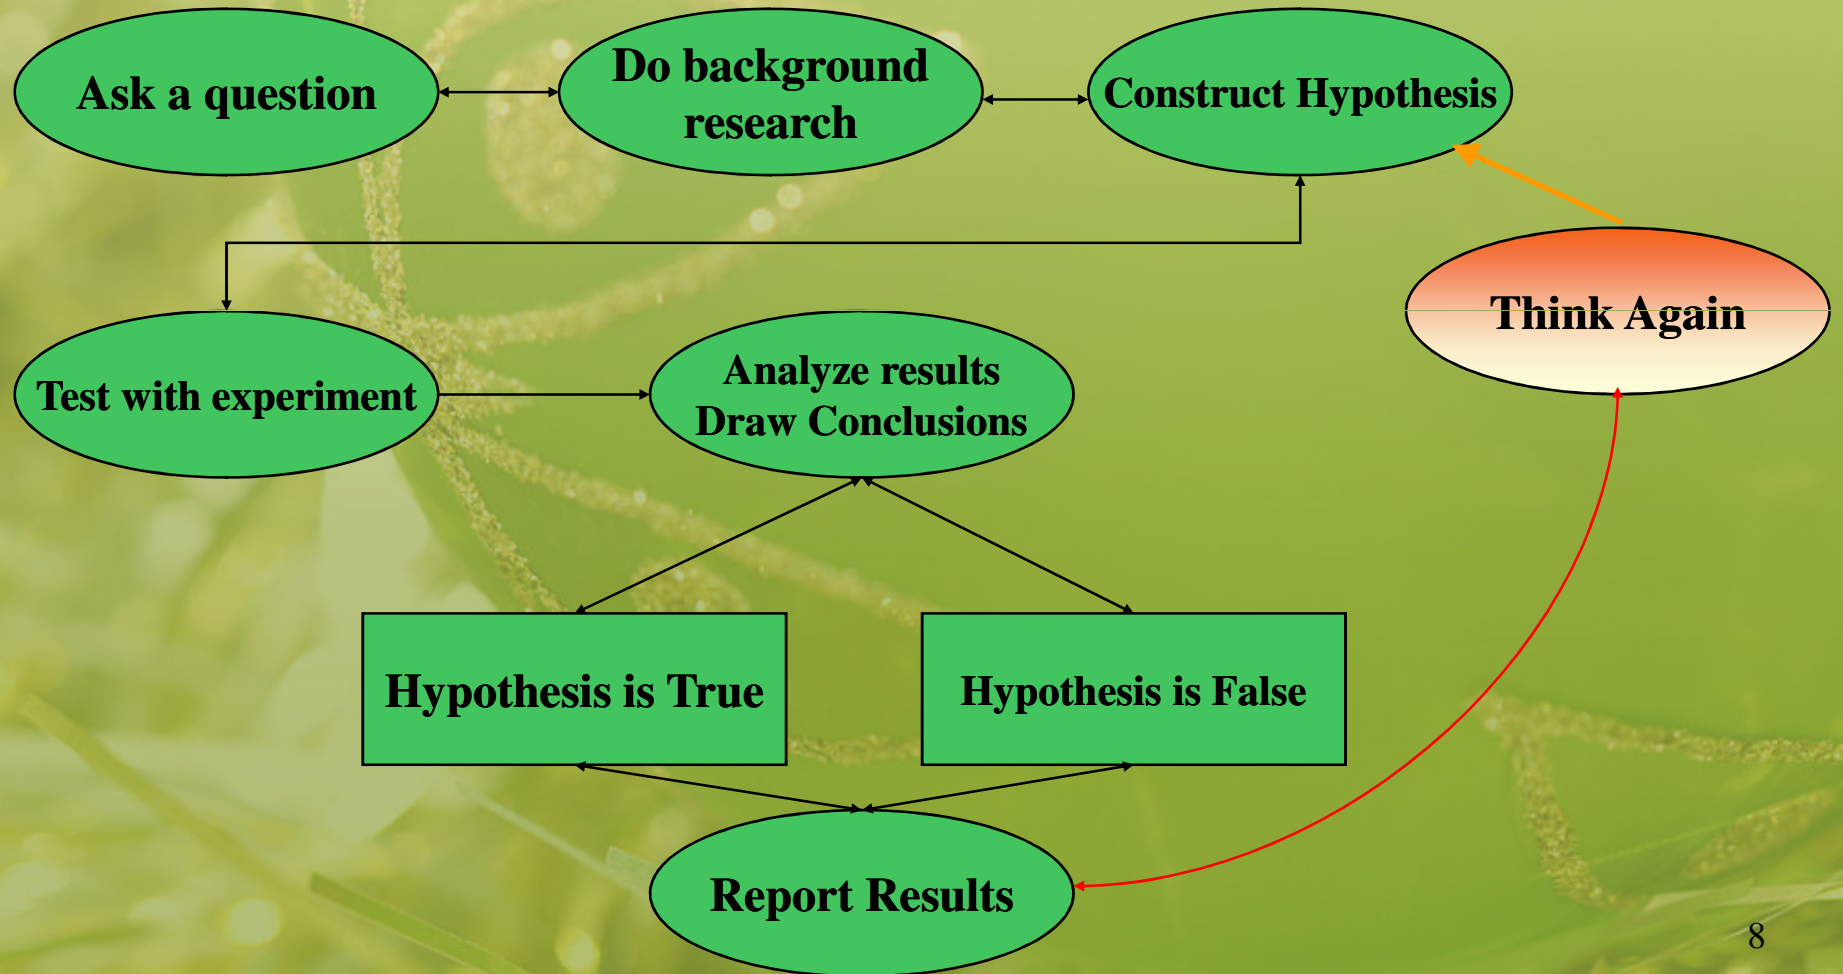 Ask a question
Do background
research
Construct Hypothesis
Think Again
Test with experiment
Analyze results
Draw Conclusions
Hypothesis is True
Hypothesis is False
Report Results
8